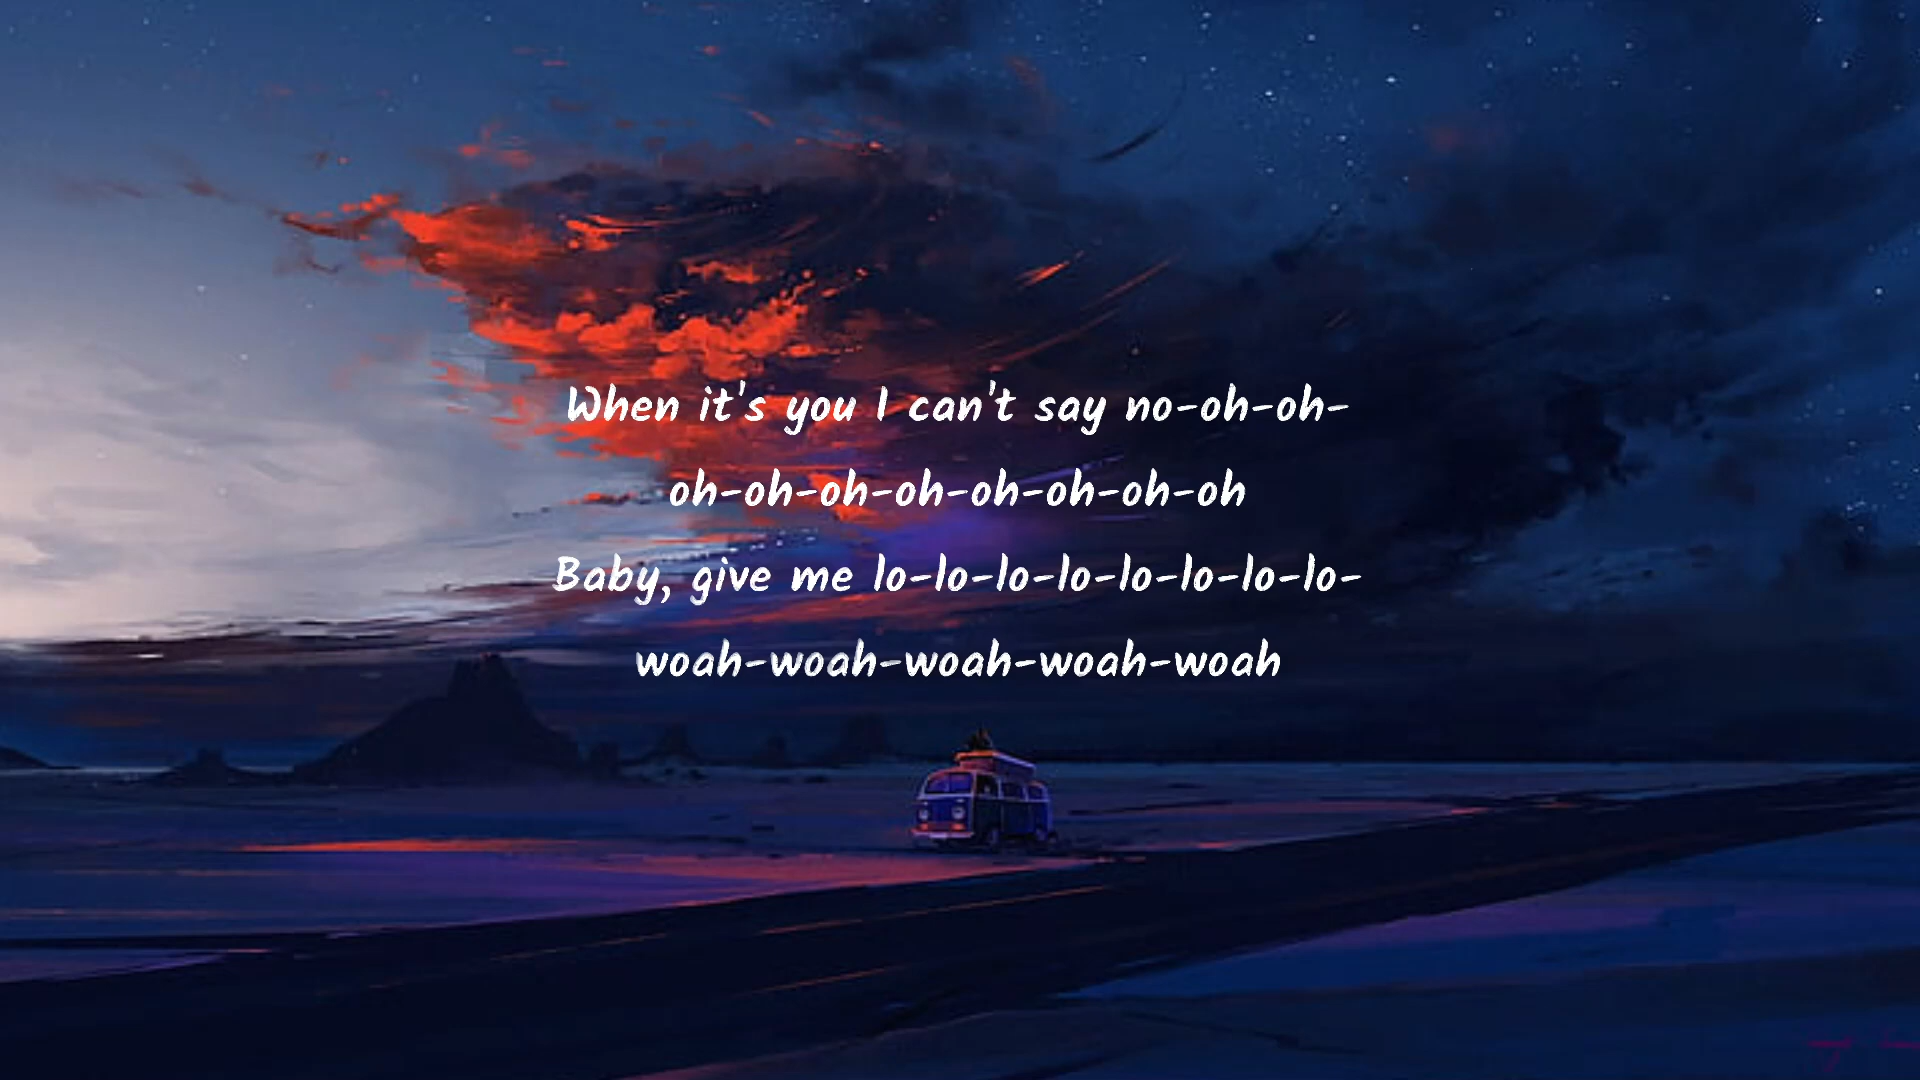 When it's you I can't say no-oh-oh-
oh-oh-oh-oh-oh-oh-oh-oh
Baby, give me lo-lo-lo-lo-lo-lo-lo-lo-
woah-woah-woah-woah-woah